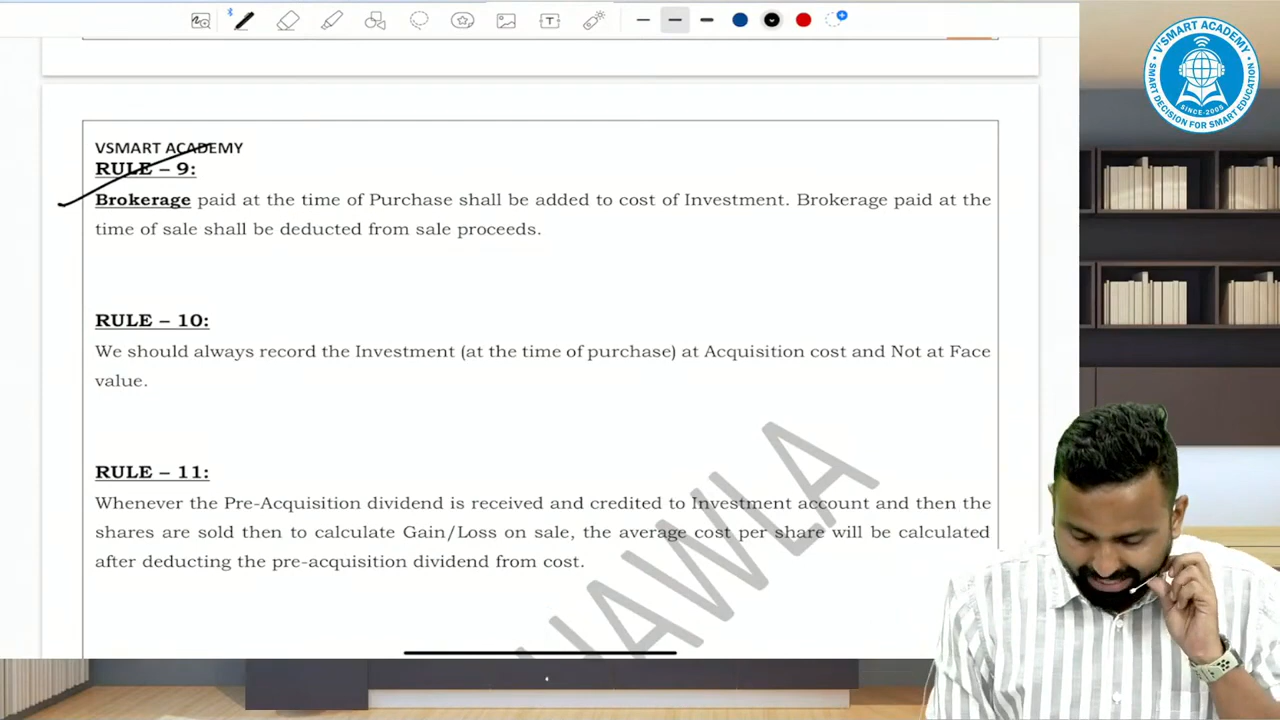 V'SMART ACADEMY
SMART DECISION FOR SMART EDUCATION
SINCE-2005
T
VSMART ACADEMY
RULE – 9:
Brokerage paid at the time of Purchase shall be added to cost of Investment. Brokerage paid at the
time of sale shall be deducted from sale proceeds.
RULE – 10:
We should always record the Investment (at the time of purchase) at Acquisition cost and Not at Face
value.
RULE – 11:
Whenever the Pre-Acquisition dividend is received and credited to Investment account and then the
shares are sold then to calculate Gain/Loss on sale, the average cost per share will be calculated
after deducting the pre-acquisition dividend from cost.
HAWLA